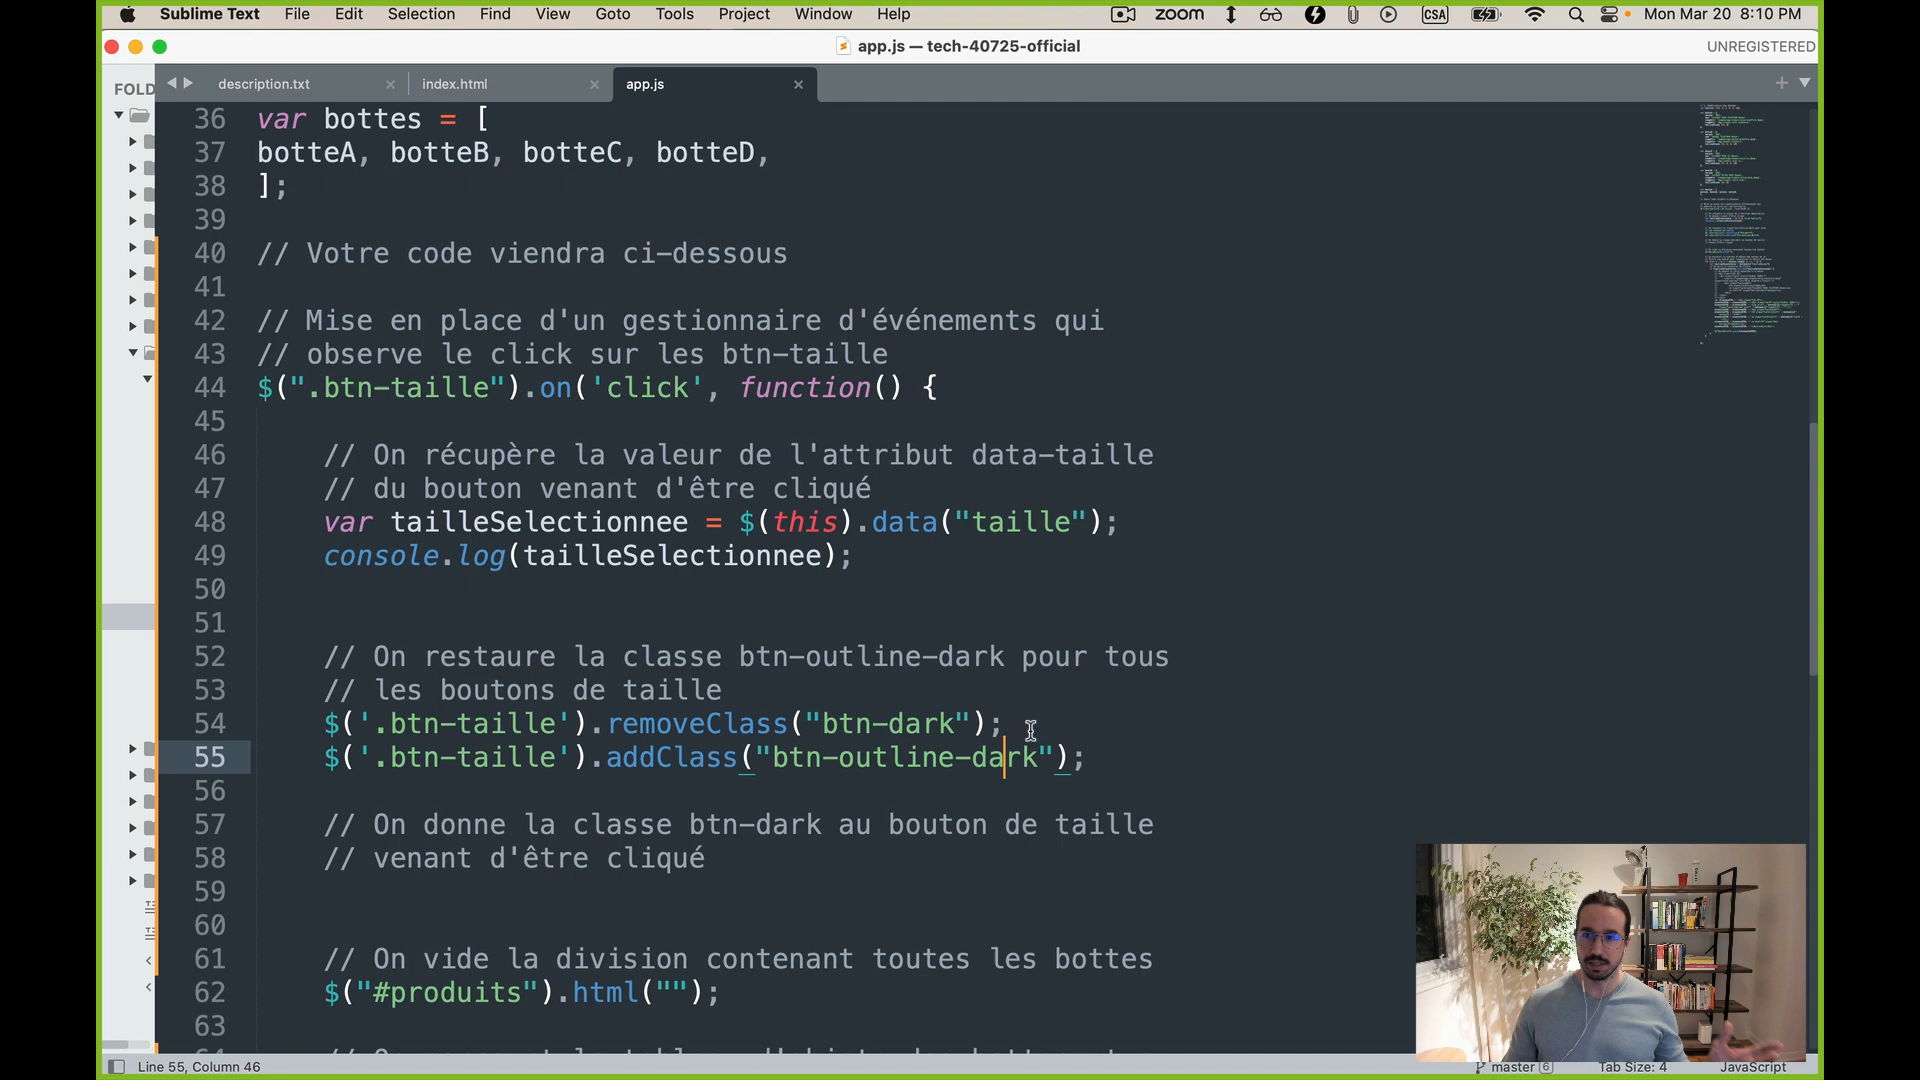 Sublime Text File Edit Selection Find View Goto Tools Project Window Help zoom CSA Mon Mar 20 8:10 PM
app.js — tech-40725-official UNREGISTERED
FOLD description.txt index.html app.js
36 var bottes = [
37 botteA, botteB, botteC, botteD,
38 ];
39
40 // Votre code viendra ci-dessous
41
42 // Mise en place d'un gestionnaire d'événements qui
43 // observe le click sur les btn-taille
44 $(".btn-taille").on('click', function() {
45
46 // On récupère la valeur de l'attribut data-taille
47 // du bouton venant d'être cliqué
48 var tailleSelectionnee = $(this).data("taille");
49 console.log(tailleSelectionnee);
50
51
52 // On restaure la classe btn-outline-dark pour tous
53 // les boutons de taille
54 $('.btn-taille').removeClass("btn-dark");
55 $('.btn-taille').addClass("btn-outline-dark");
56
57 // On donne la classe btn-dark au bouton de taille
58 // venant d'être cliqué
59
60
61 // On vide la division contenant toutes les bottes
62 $("#produits").html("");
63
Line 55, Column 46 master 6 Tab Size: 4 JavaScript